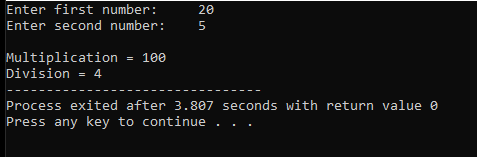 Enter first number:     20
Enter second number:    5

Multiplication = 100
Division = 4
--------------------------------
Process exited after 3.807 seconds with return value 0
Press any key to continue . . .